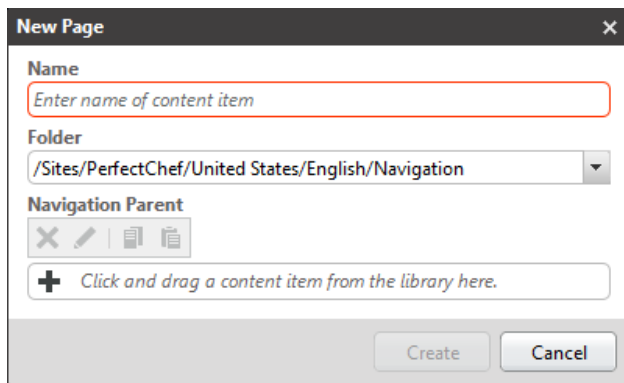 New Page
Name
Enter name of content item
Folder
/Sites/PerfectChef/United States/English/Navigation
Navigation Parent
Click and drag a content item from the library here.
Create
Cancel